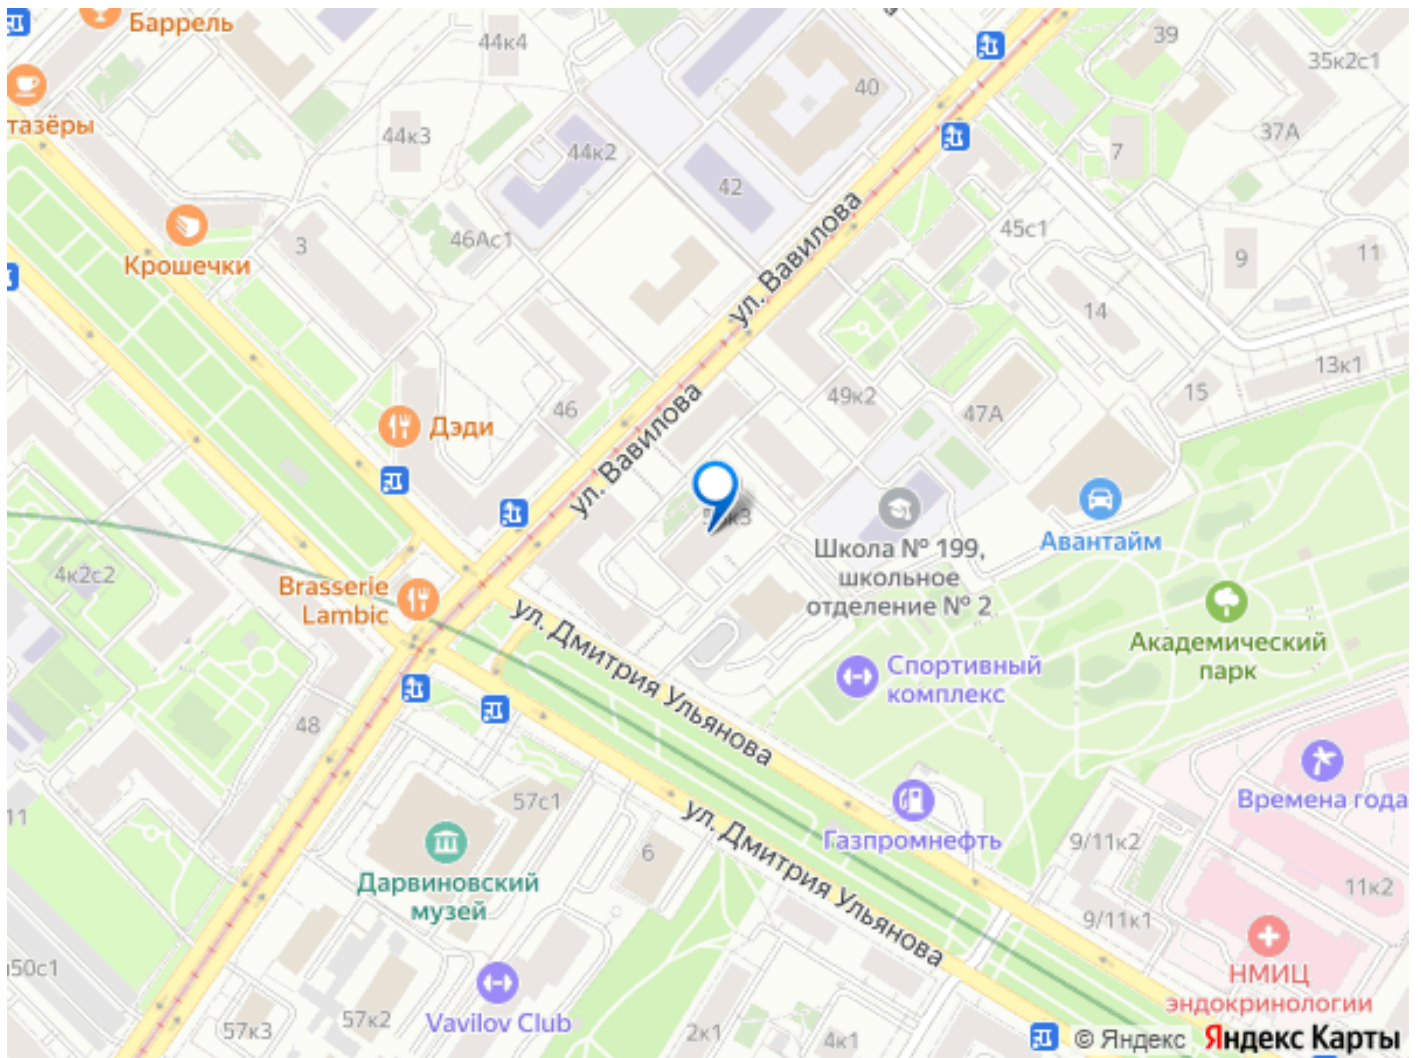 Баррель
44к4
39
35к2с1
40
тазёры
44к3
44к2
37А
7
42
46Ас1
45с1
3
Крошечки
9
11
ул. Вавилова
14
13к1
15
49к2
47А
46
Дэди
ул. Вавилова
Авантайм
Школа № 199,
школьное
отделение № 2
4к2с2
Brasserie
Lambic
ул. Дмитрия Ульянова
Академический
парк
Спортивный
комплекс
48
57с1
Времена года
11
Газпромнефть
ул. Дмитрия Ульянова
9/11к2
6
Дарвиновский
музей
11к2
9/11к1
50с1
НМИЦ
эндокринологии
57к3
57к2
Vavilov Club
2к1
4к1
© Яндекс Яндекс Карты